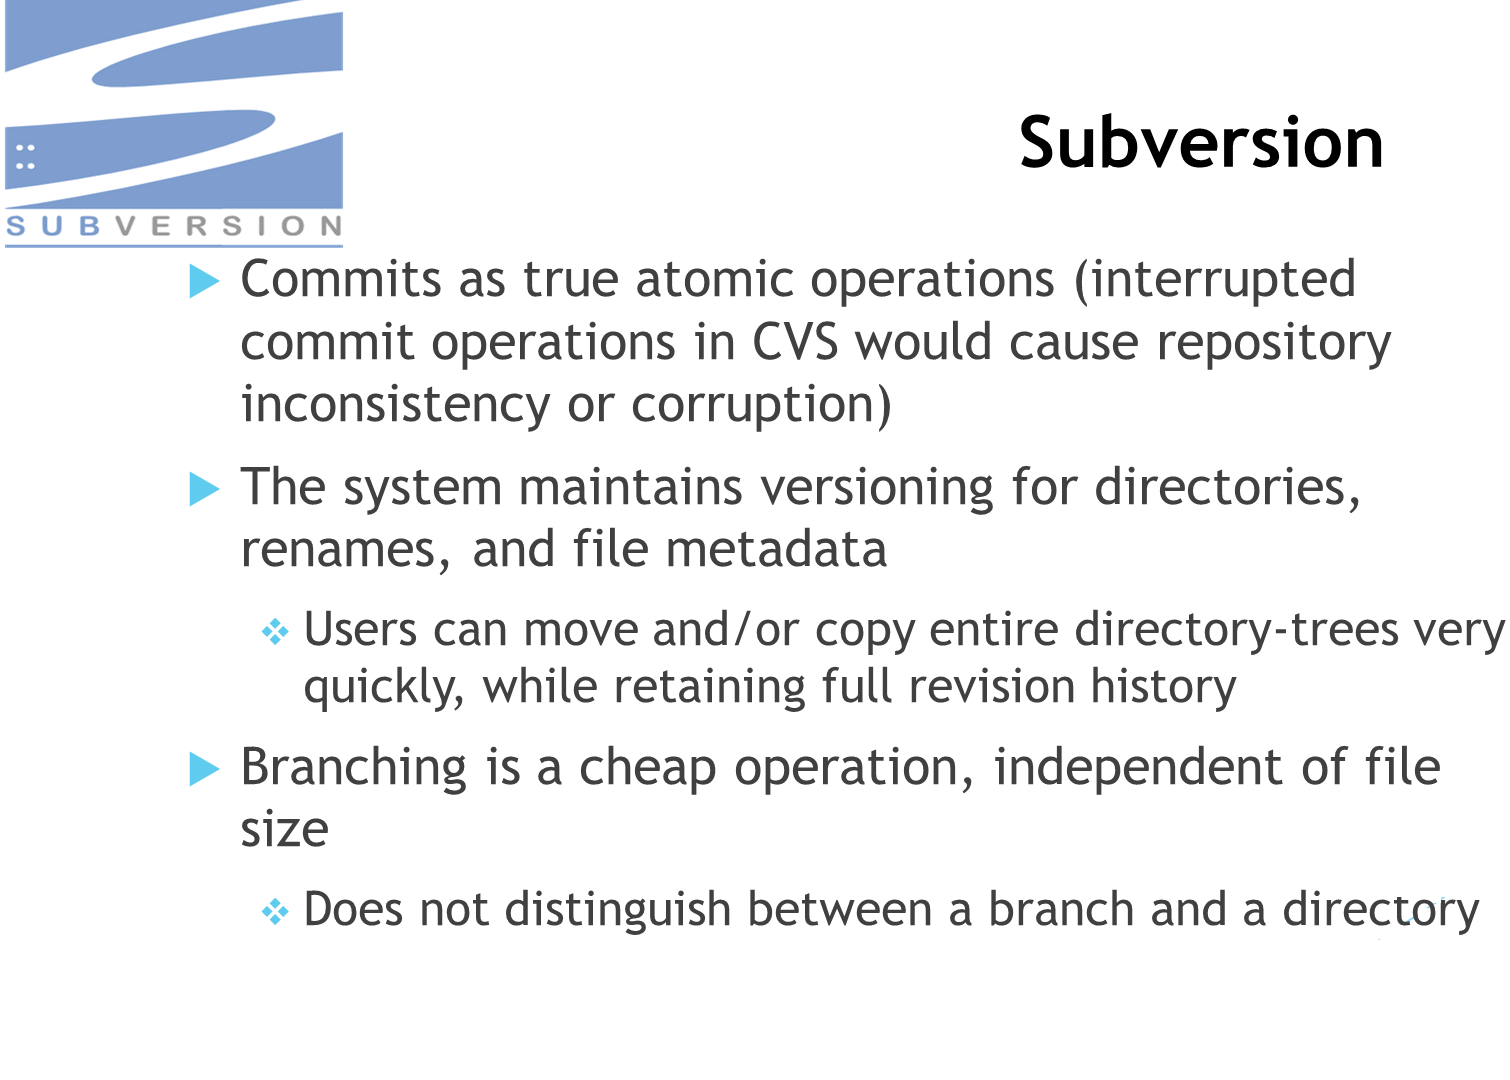 SUBVERSION
Subversion
Commits as true atomic operations (interrupted
commit operations in CVS would cause repository
inconsistency or corruption)
The system maintains versioning for directories,
renames, and file metadata
Users can move and/or copy entire directory-trees very
quickly, while retaining full revision history
Branching is a cheap operation, independent of file
size
Does not distinguish between a branch and a directory